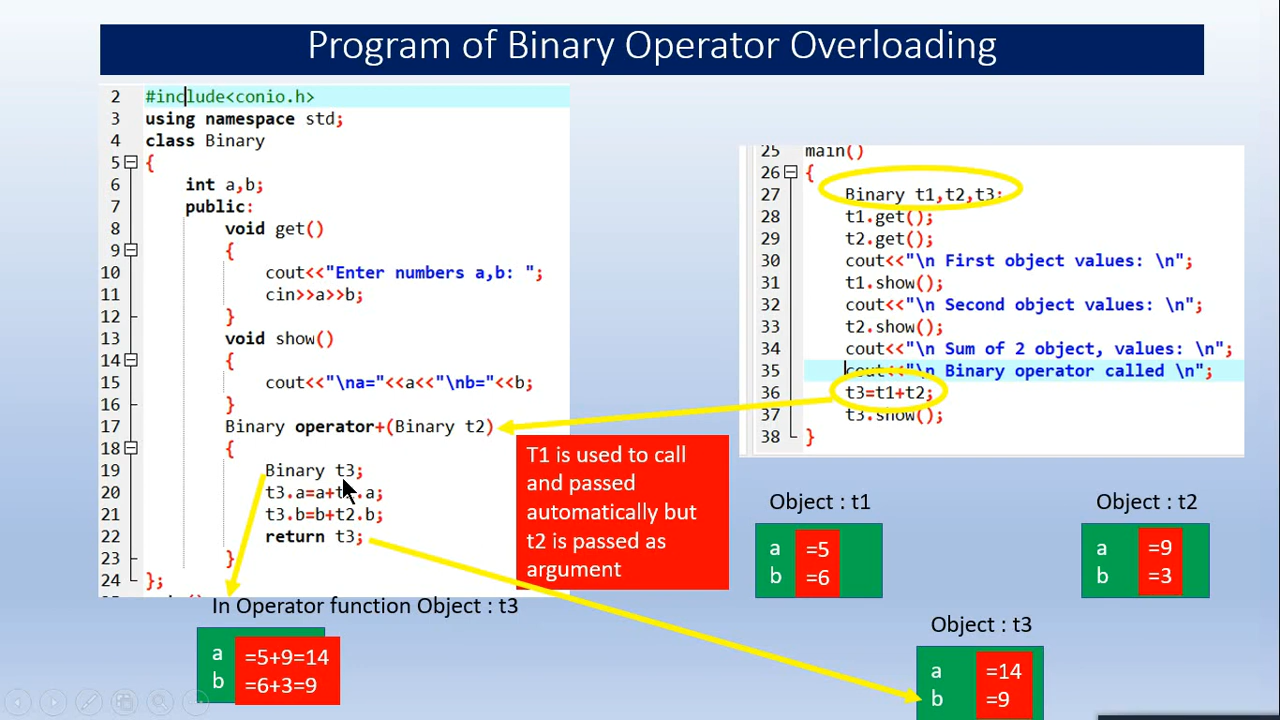 Program of Binary Operator Overloading
2 #include<conio.h>
3 using namespace std;
4 class Binary
5 {
6 int a,b;
7 public:
8 void get()
9 {
10 cout<<"Enter numbers a,b: ";
11 cin>>a>>b;
12 }
13 void show()
14 {
15 cout<<"\na="<<a<<"\nb="<<b;
16 }
17 Binary operator+(Binary t2)
18 {
19 Binary t3;
20 t3.a=a+t2.a;
21 t3.b=b+t2.b;
22 return t3;
23 }
24 };
25 main()
26 {
27 Binary t1,t2,t3;
28 t1.get();
29 t2.get();
30 cout<<"\n First object values: \n";
31 t1.show();
32 cout<<"\n Second object values: \n";
33 t2.show();
34 cout<<"\n Sum of 2 object, values: \n";
35 cout<<"\n Binary operator called \n";
36 t3=t1+t2;
37 t3.show();
38 }
T1 is used to call
and passed
automatically but
t2 is passed as
argument
Object : t1
a =5
b =6
Object : t2
a =9
b =3
In Operator function Object : t3
a =5+9=14
b =6+3=9
Object : t3
a =14
b =9